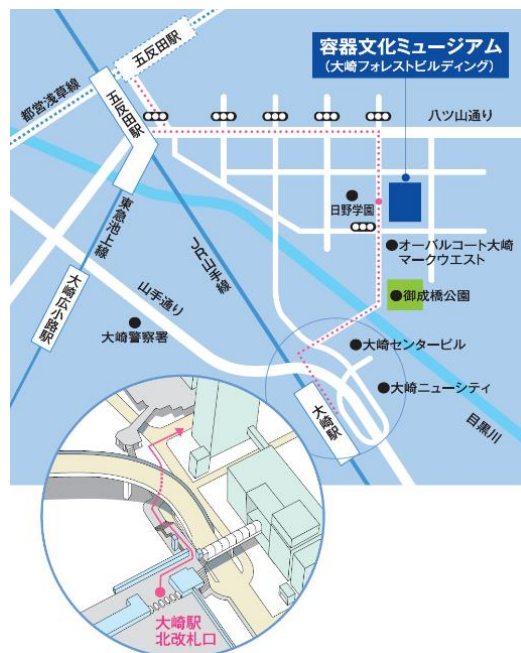 五反田駅
容器文化ミュージアム
(大崎フォレストビルディング)
都営浅草線
五反田駅
八ツ山通り
日野学園
東急池上線
JR山手線
オーバルコート大崎
マークウエスト
山手通り
大崎広小路駅
御成橋公園
大崎警察署
大崎センタービル
大崎ニューシティ
大崎駅
目黒川
大崎駅
北改札口